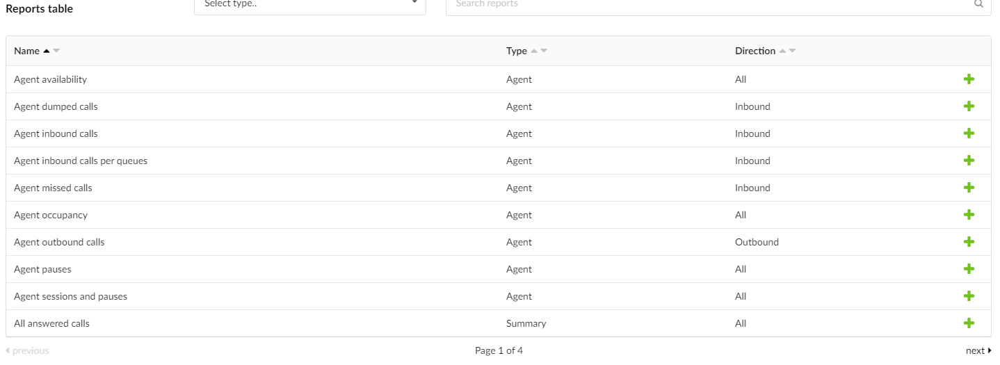 Reports table Select type.. Search reports
Name Type Direction
Agent availability Agent All
Agent dumped calls Agent Inbound
Agent inbound calls Agent Inbound
Agent inbound calls per queues Agent Inbound
Agent missed calls Agent Inbound
Agent occupancy Agent All
Agent outbound calls Agent Outbound
Agent pauses Agent All
Agent sessions and pauses Agent All
All answered calls Summary All
previous Page 1 of 4 next